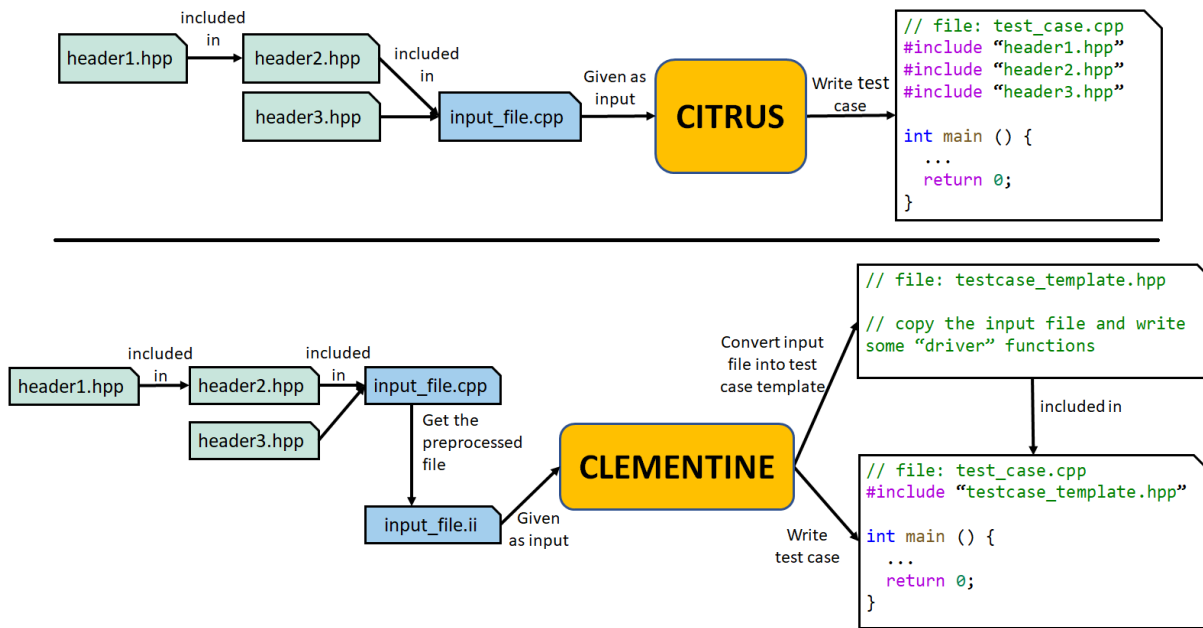 included
in
header1.hpp
header2.hpp
included
in
header3.hpp
input_file.cpp
Given as
input
CITRUS
Write test
case
// file: test_case.cpp
#include “header1.hpp”
#include “header2.hpp”
#include “header3.hpp”
int main () {
...
return 0;
}
included
in
header1.hpp
header2.hpp
included
in
header3.hpp
input_file.cpp
Get the
preprocessed
file
input_file.ii
Given
as input
CLEMENTINE
Convert input
file into test
case template
// file: testcase_template.hpp
// copy the input file and write
some “driver” functions
included in
Write
test case
// file: test_case.cpp
#include “testcase_template.hpp”
int main () {
...
return 0;
}